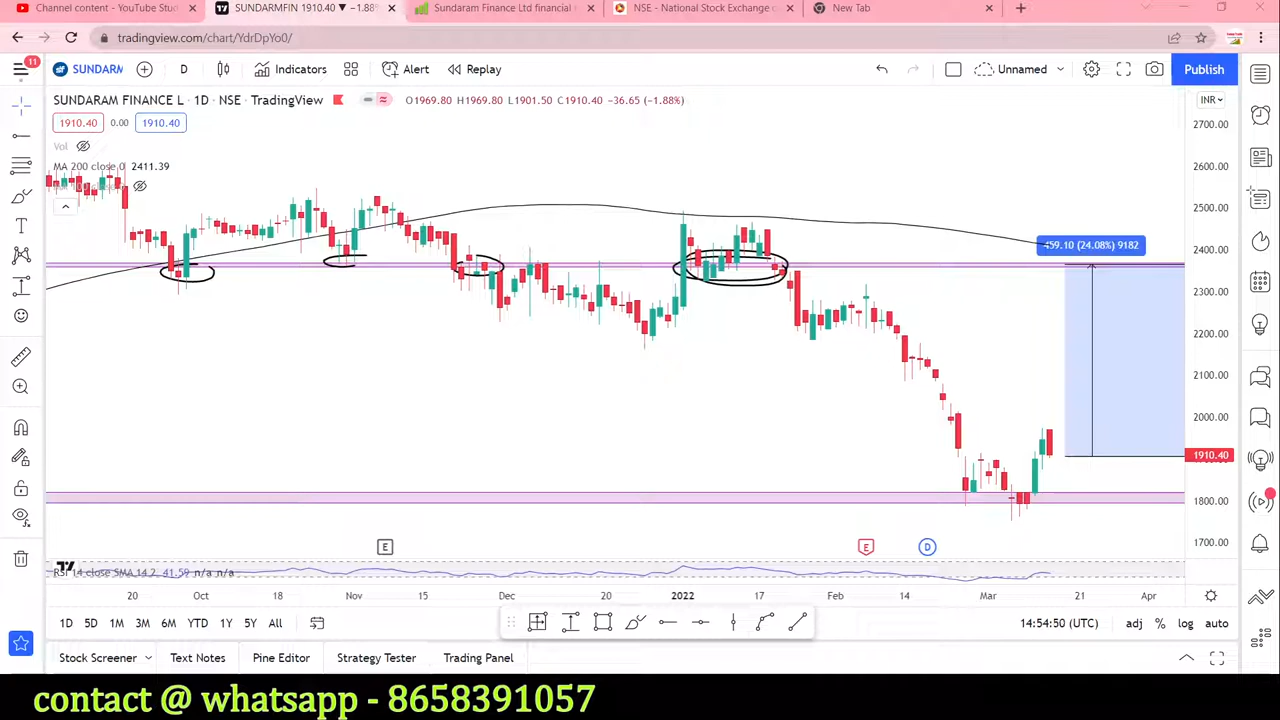 Channel content - YouTube Stud
SUNDARMFIN 1910.40 ▼ −1.88%
Sundaram Finance Ltd financial
NSE - National Stock Exchange o
New Tab
tradingview.com/chart/YdrDpYo0/
11
SUNDARM
D
Indicators
Alert
Replay
Unnamed
Publish
SUNDARAM FINANCE L · 1D · NSE · TradingView
O1969.80 H1969.80 L1901.50 C1910.40 −36.65 (−1.88%)
INR
1910.40 0.00 1910.40
Vol
MA 200 close 0 2411.39
2700.00
2600.00
2500.00
2400.00
2300.00
2200.00
2100.00
2000.00
1910.40
1800.00
1700.00
459.10 (24.08%) 9182
E
E
D
RSI 14 close SMA 14 2 41.59 n/a n/a
20 Oct 18 Nov 15 Dec 20 2022 17 Feb 14 Mar 21 Apr
1D 5D 1M 3M 6M YTD 1Y 5Y All
14:54:50 (UTC) adj % log auto
Stock Screener Text Notes Pine Editor Strategy Tester Trading Panel
contact @ whatsapp - 8658391057